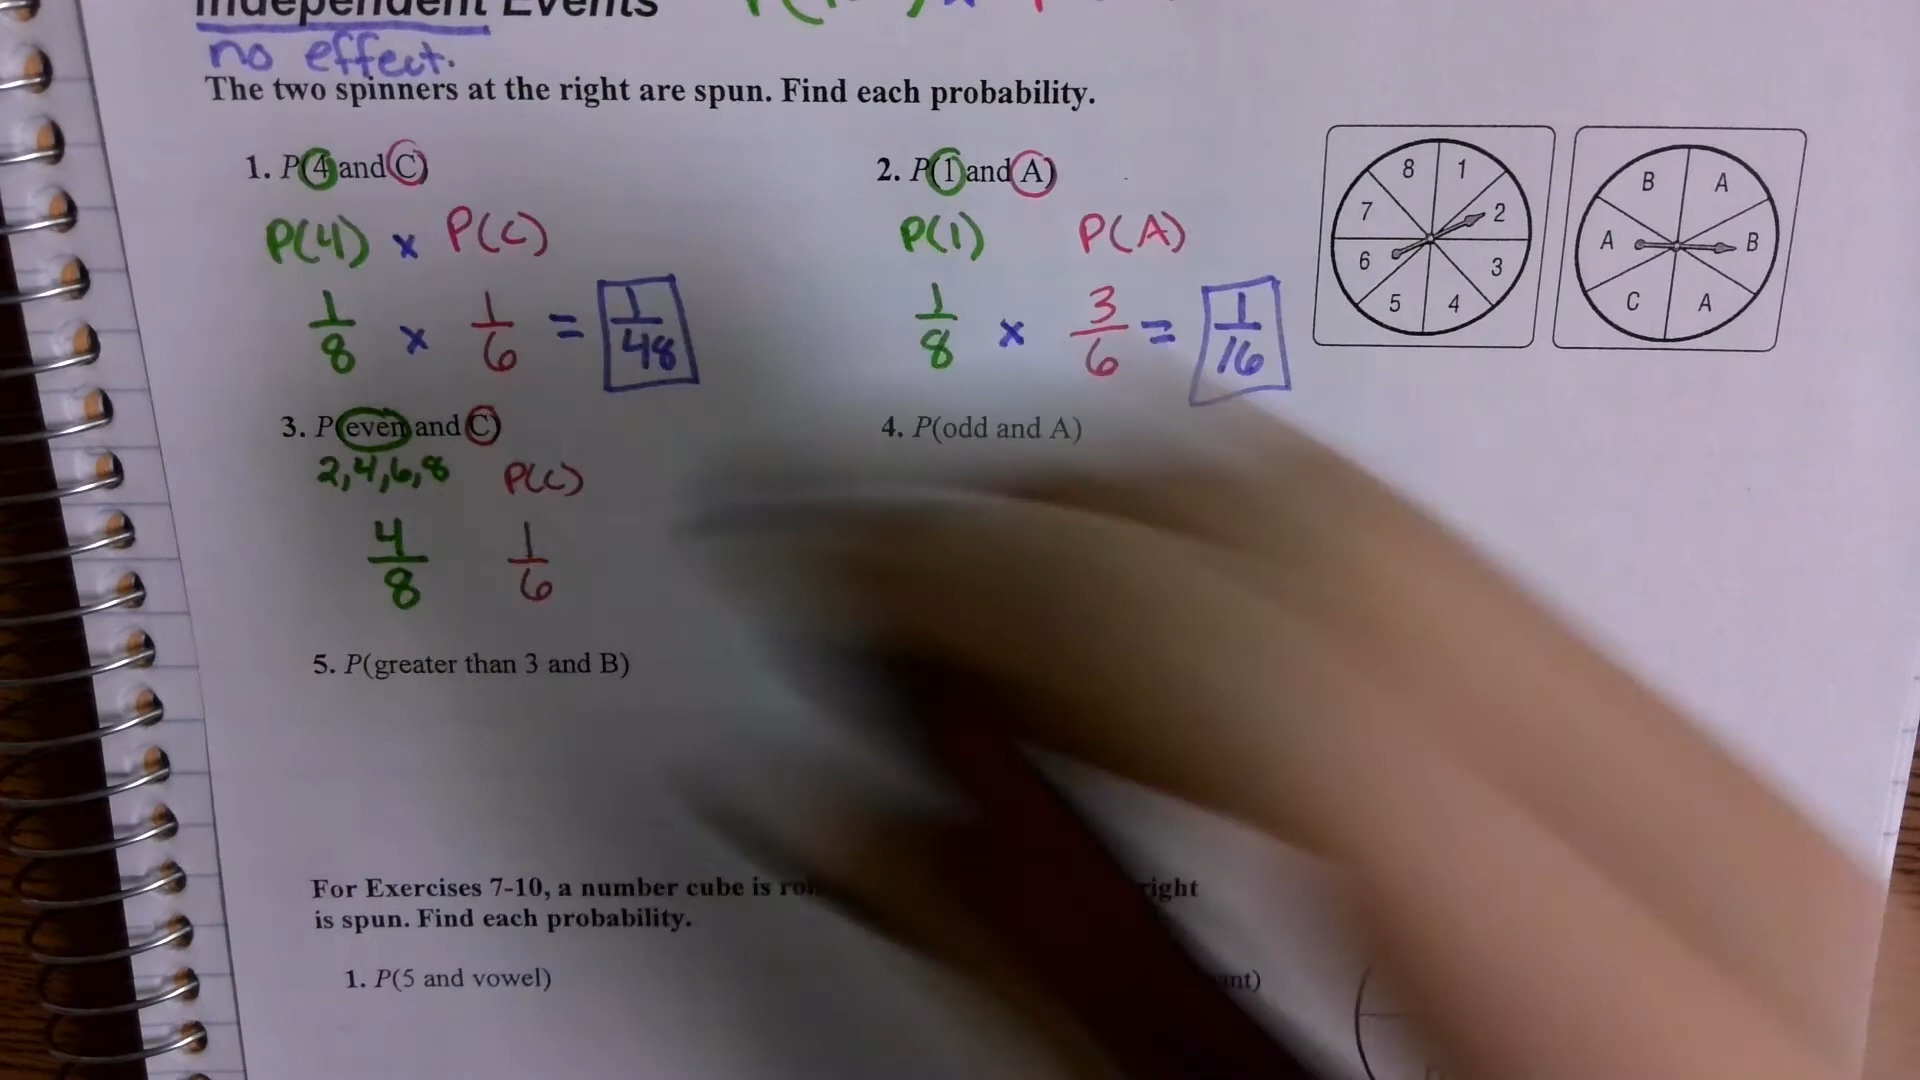 Independent Events
no effect.
The two spinners at the right are spun. Find each probability.
1. P(4 and C)
P(4) x P(C)
1/8 x 1/6 = 1/48
2. P(1 and A)
P(1) P(A)
1/8 x 3/6 = 1/16
8 1 2 3 4 5 6 7
B A B A C A
3. P(even and C)
2,4,6,8 P(C)
4/8 1/6
4. P(odd and A)
5. P(greater than 3 and B)
For Exercises 7-10, a number cube is right
is spun. Find each probability.
1. P(5 and vowel)